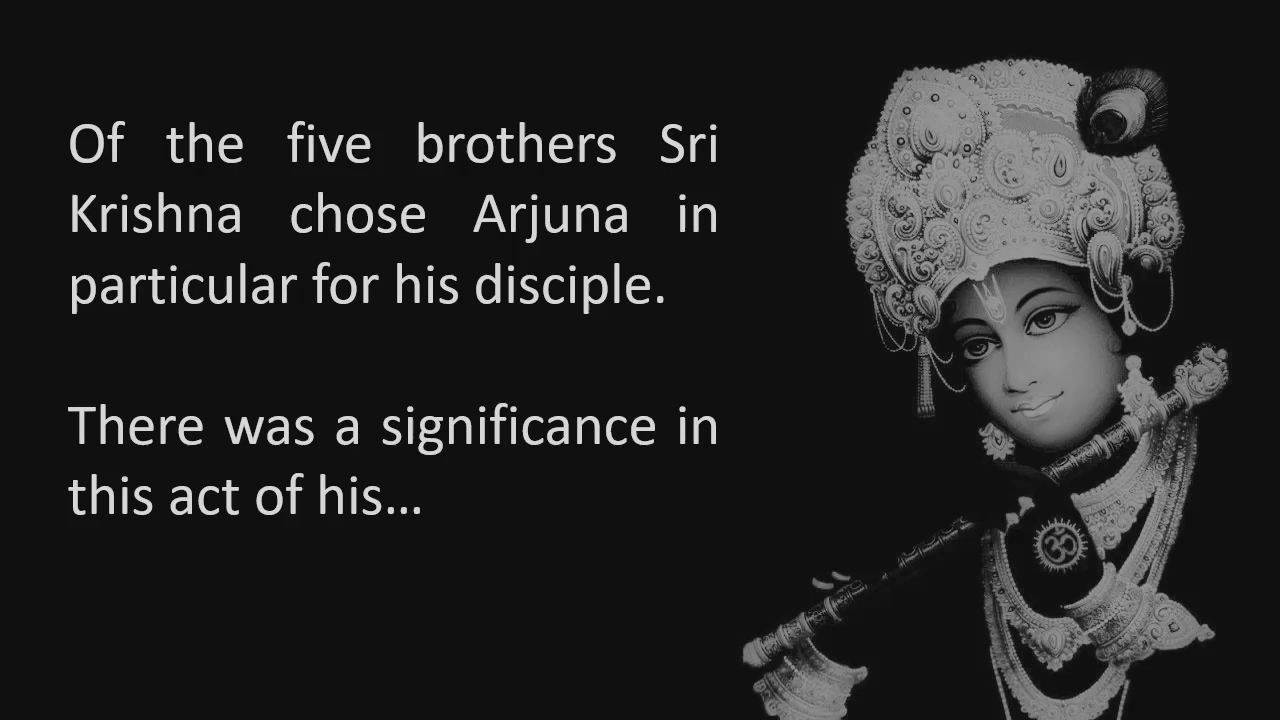 Of the five brothers Sri
Krishna chose Arjuna in
particular for his disciple.
There was a significance in
this act of his...
ॐ